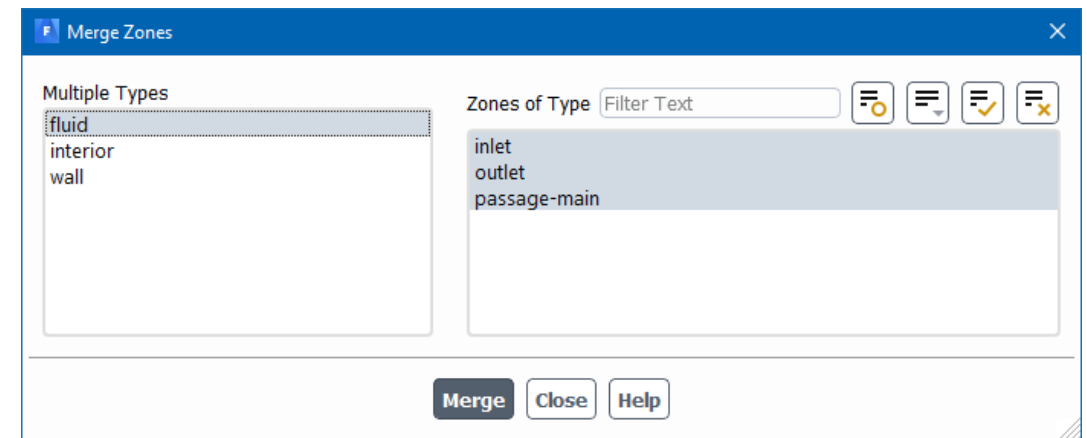 F Merge Zones
Multiple Types
fluid
interior
wall
Zones of Type Filter Text
inlet
outlet
passage-main
Merge Close Help